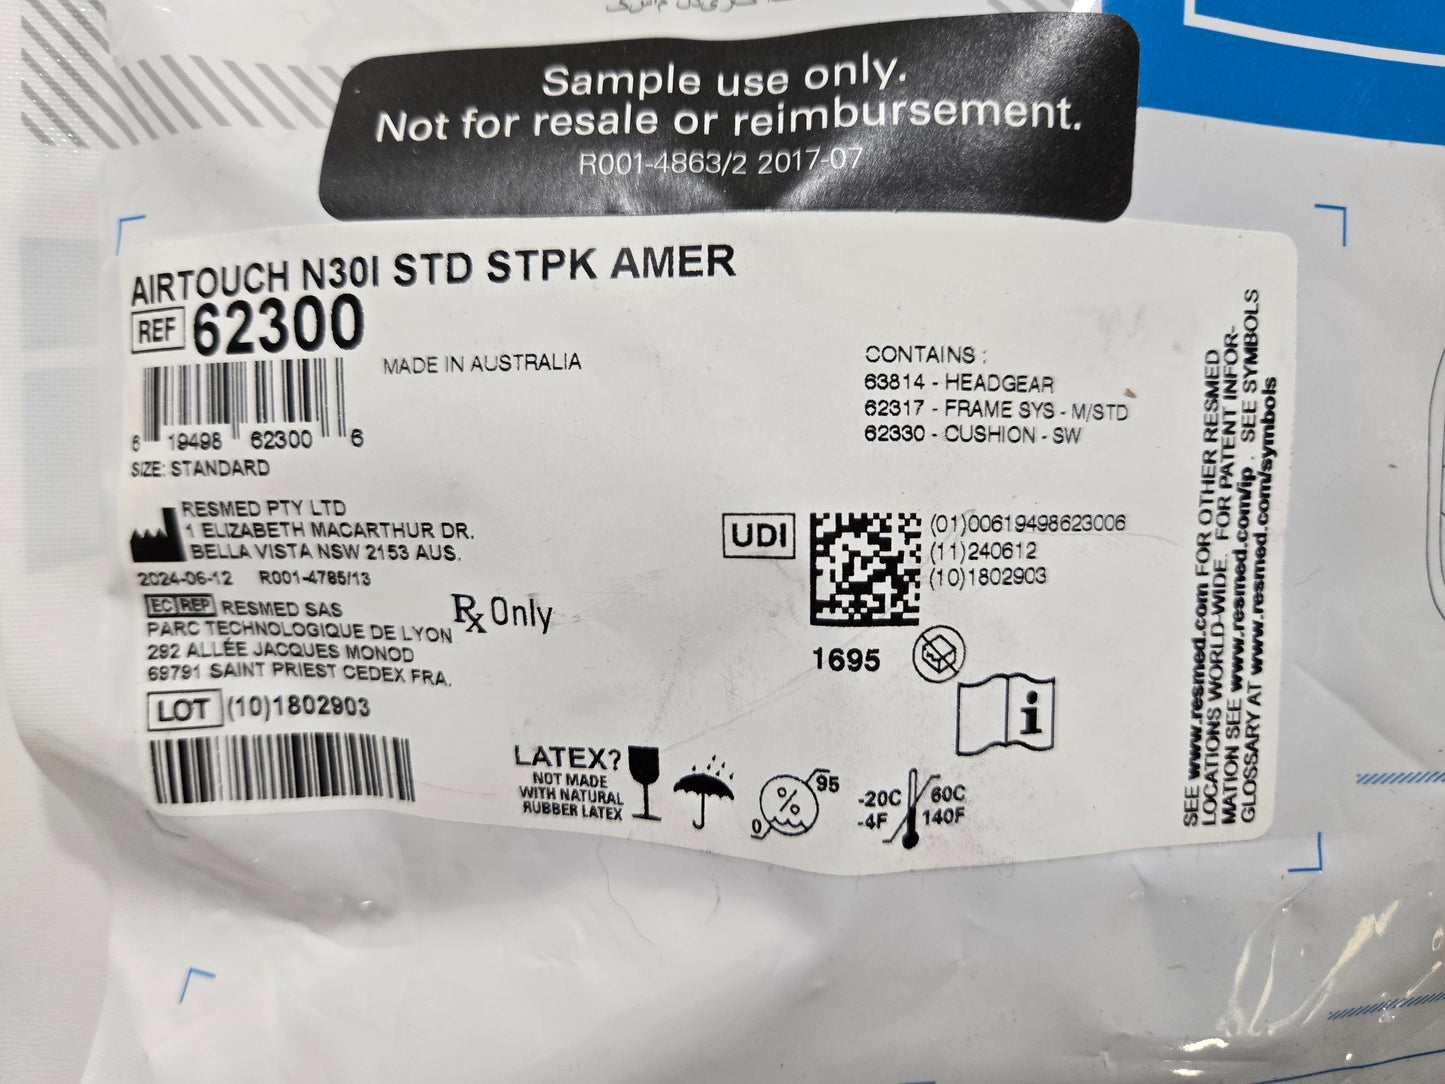 Sample use only.
Not for resale or reimbursement.
R001-4863/2 2017-07
AIRTOUCH N30I STD STPK AMER
REF 62300
MADE IN AUSTRALIA
6 19498 62300 6
SIZE: STANDARD
CONTAINS :
63814 - HEADGEAR
62317 - FRAME SYS - M/STD
62330 - CUSHION - SW
RESMED PTY LTD
1 ELIZABETH MACARTHUR DR.
BELLA VISTA NSW 2153 AUS.
2024-06-12 R001-4785/13
EC REP RESMED SAS
PARC TECHNOLOGIQUE DE LYON
292 ALLÉE JACQUES MONOD
69791 SAINT PRIEST CEDEX FRA.
Rx Only
LOT (10)1802903
UDI
(01)00619498623006
(11)240612
(10)1802903
1695
i
LATEX?
NOT MADE
WITH NATURAL
RUBBER LATEX
0 % 95
-20C 60C
-4F 140F
SEE www.resmed.com FOR OTHER RESMED
LOCATIONS WORLD-WIDE. FOR PATENT INFOR-
MATION SEE www.resmed.com/ip . SEE SYMBOLS
GLOSSARY AT www.resmed.com/symbols